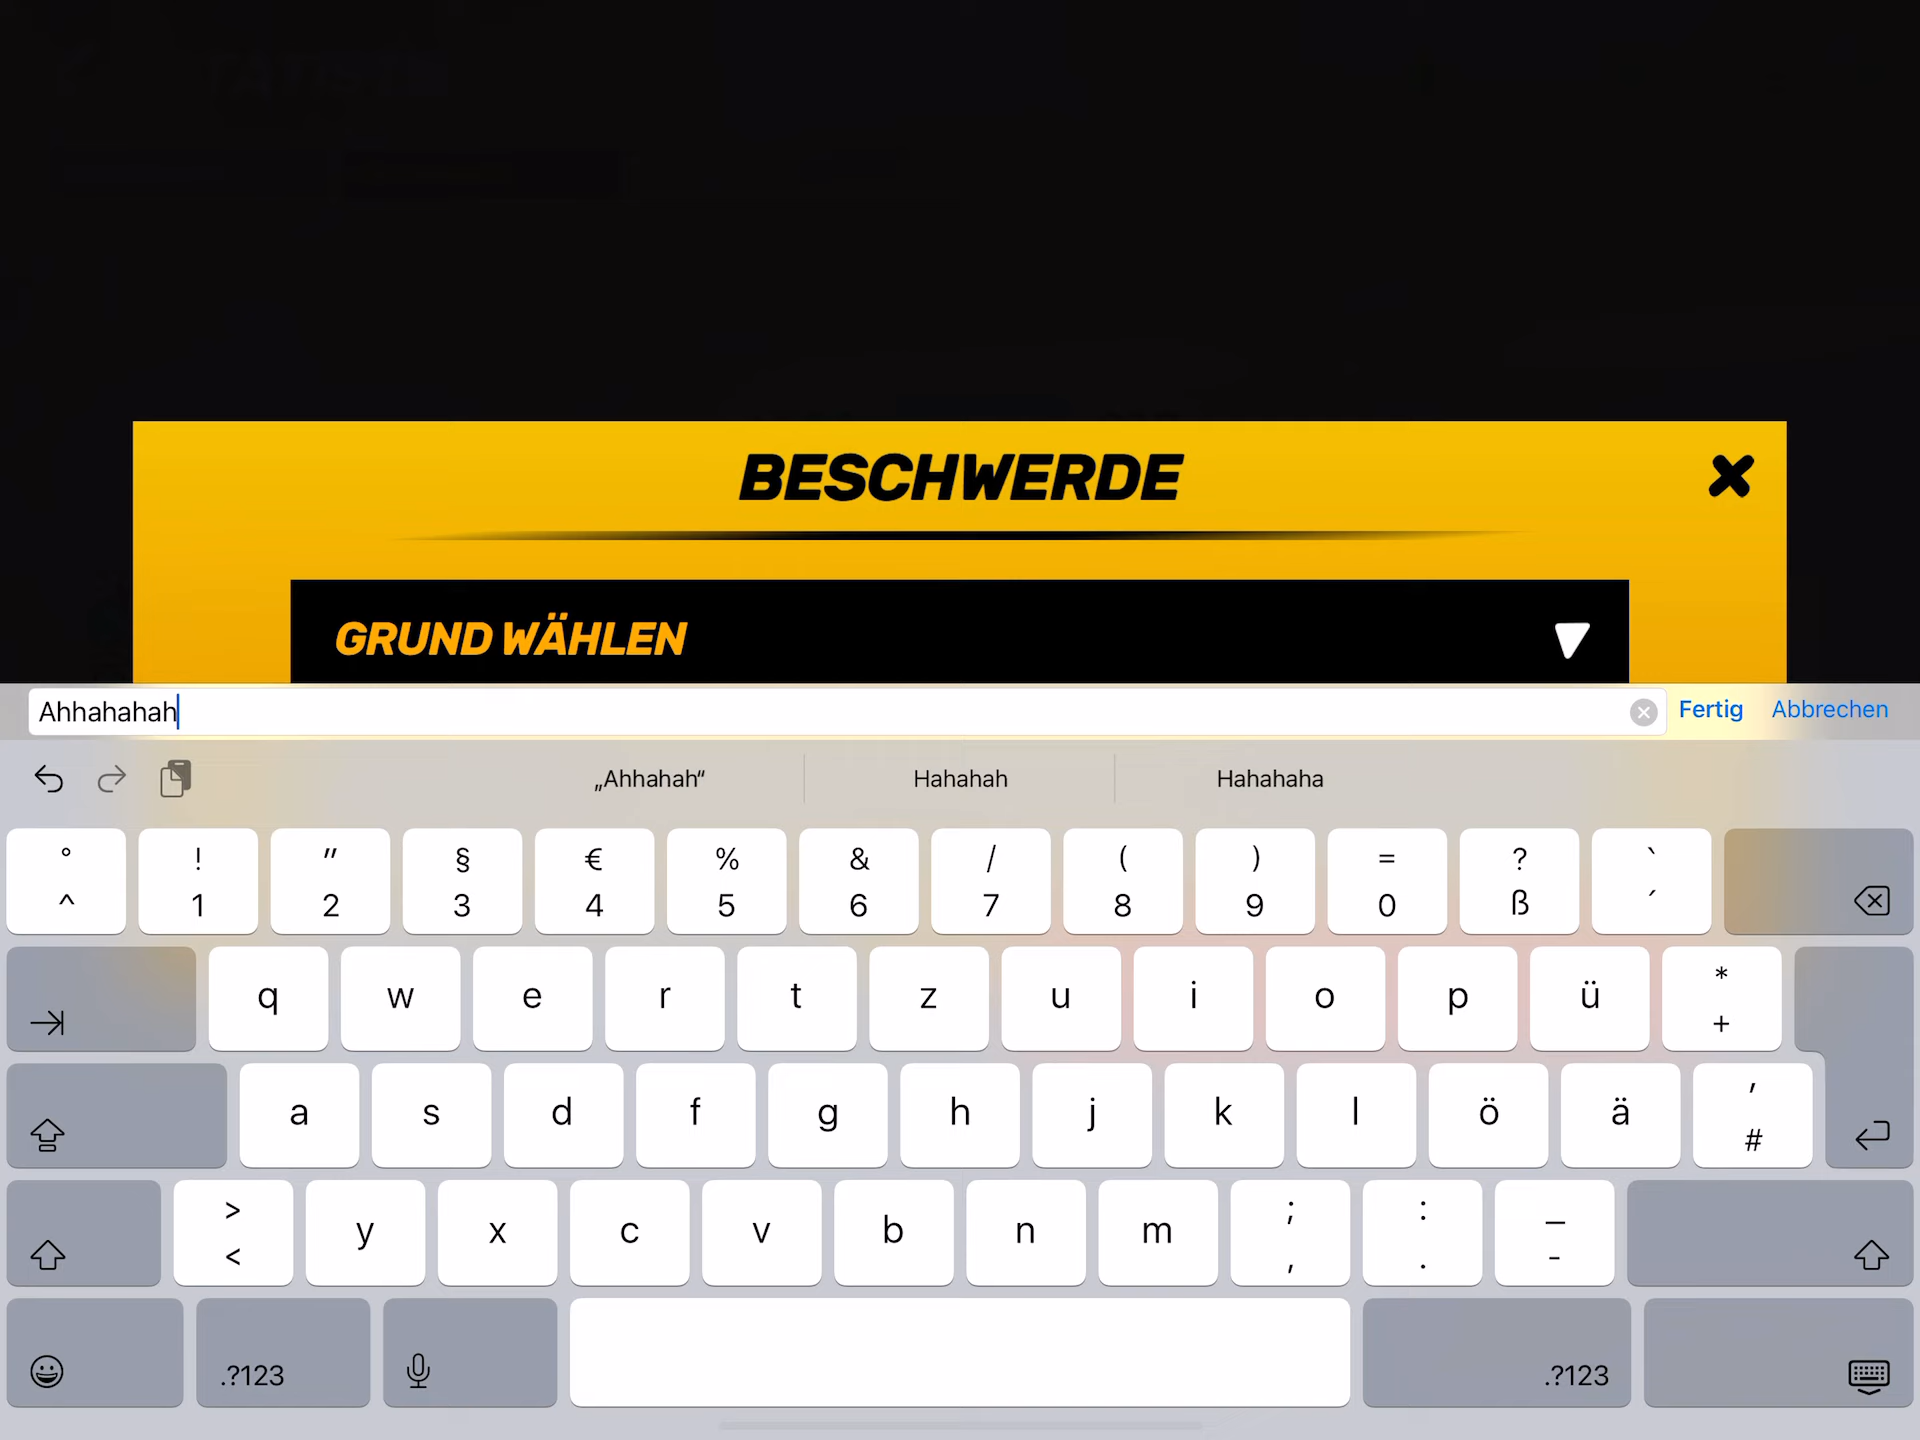 BESCHWERDE
GRUND WÄHLEN
Ahhahahah Fertig Abbrechen
„Ahhahah“ Hahahah Hahahaha
° ! " § € % & / ( ) = ? `
^ 1 2 3 4 5 6 7 8 9 0 ß ´
q w e r t z u i o p ü * +
a s d f g h j k l ö ä ' #
> < y x c v b n m ; , : . _ -
.?123 .?123